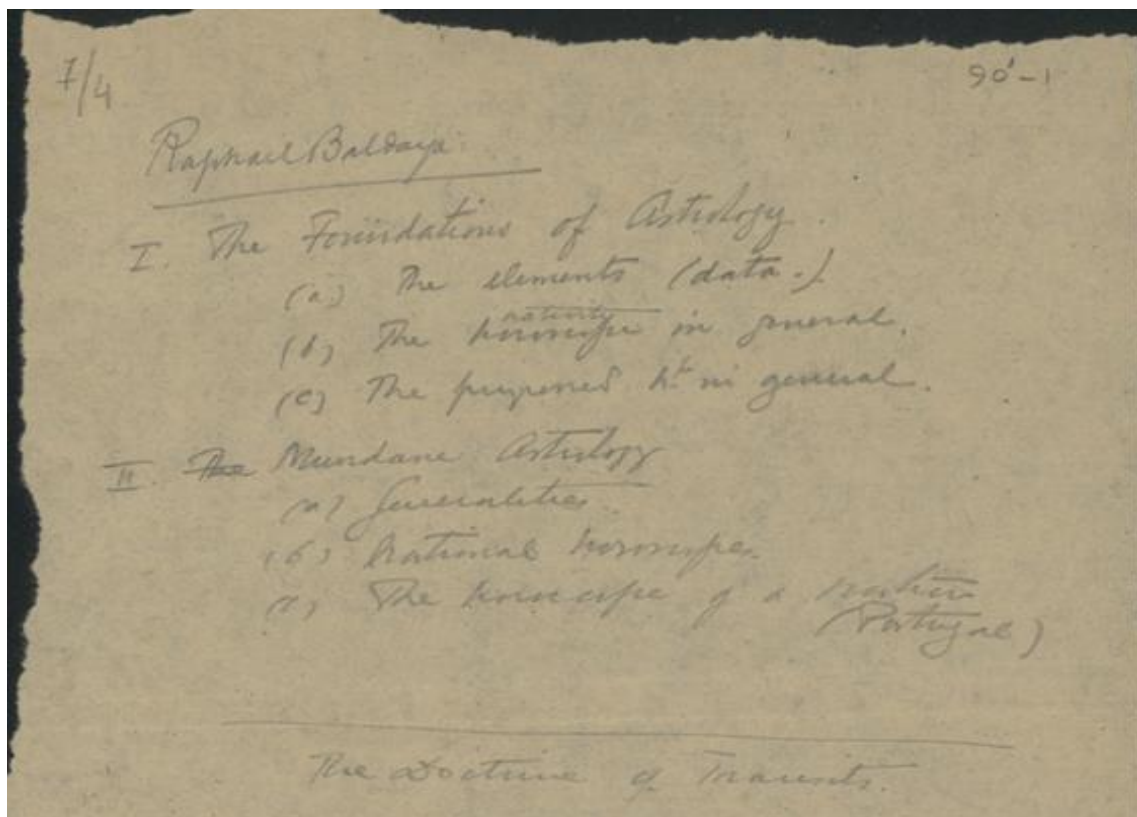 7/4
90'-1
Raphael Baldaya.
I. The Foundations of Astrology.
(a) The elements (data.)
nativity
(b) The horoscope in general.
(c) The progressed h. in general.
II. The Mundane Astrology
(a) Generalities.
(b) National horoscopes.
(c) The horoscope of a nation
(Portugal)
The Doctrine of Transits.